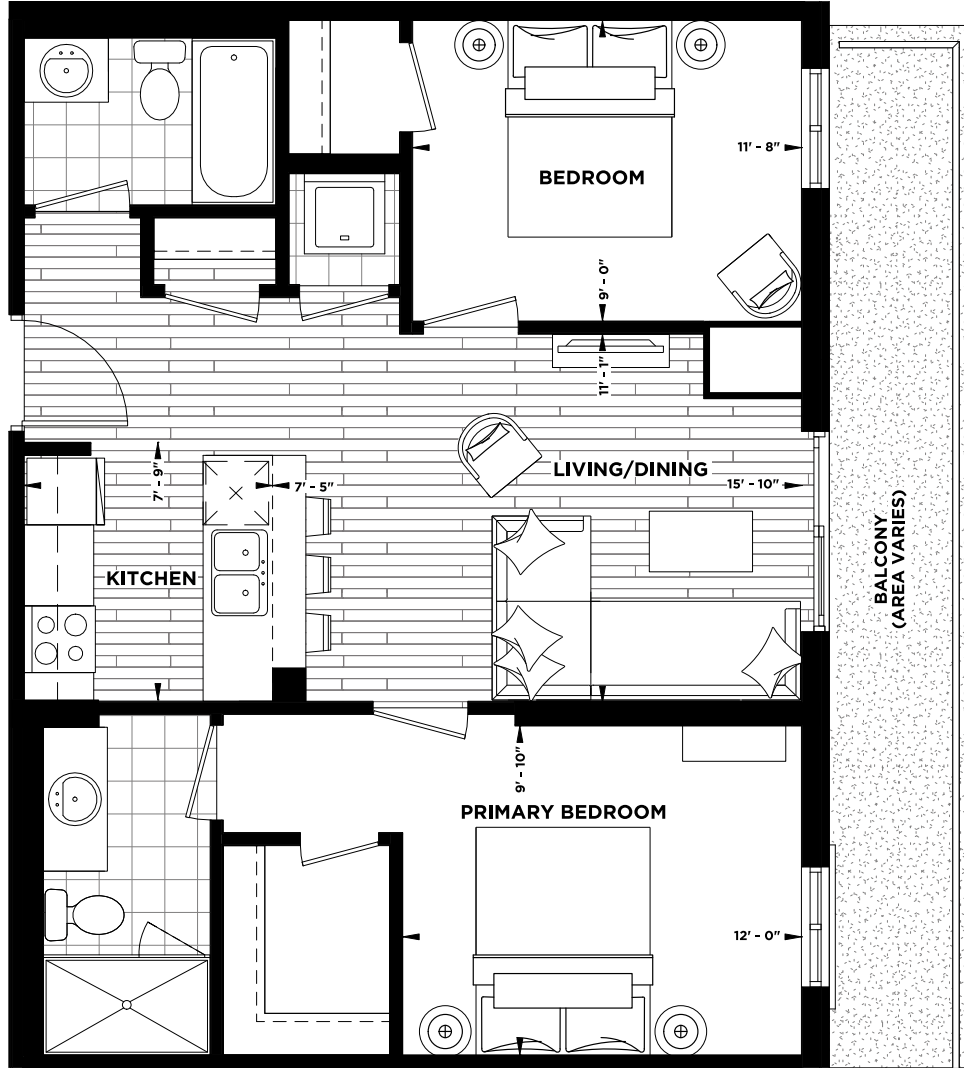 11' - 8"
BEDROOM
9' - 0"
11' - 1"
LIVING/DINING
7' - 9"
7' - 5"
15' - 10"
KITCHEN
BALCONY
(AREA VARIES)
9' - 10"
PRIMARY BEDROOM
12' - 0"